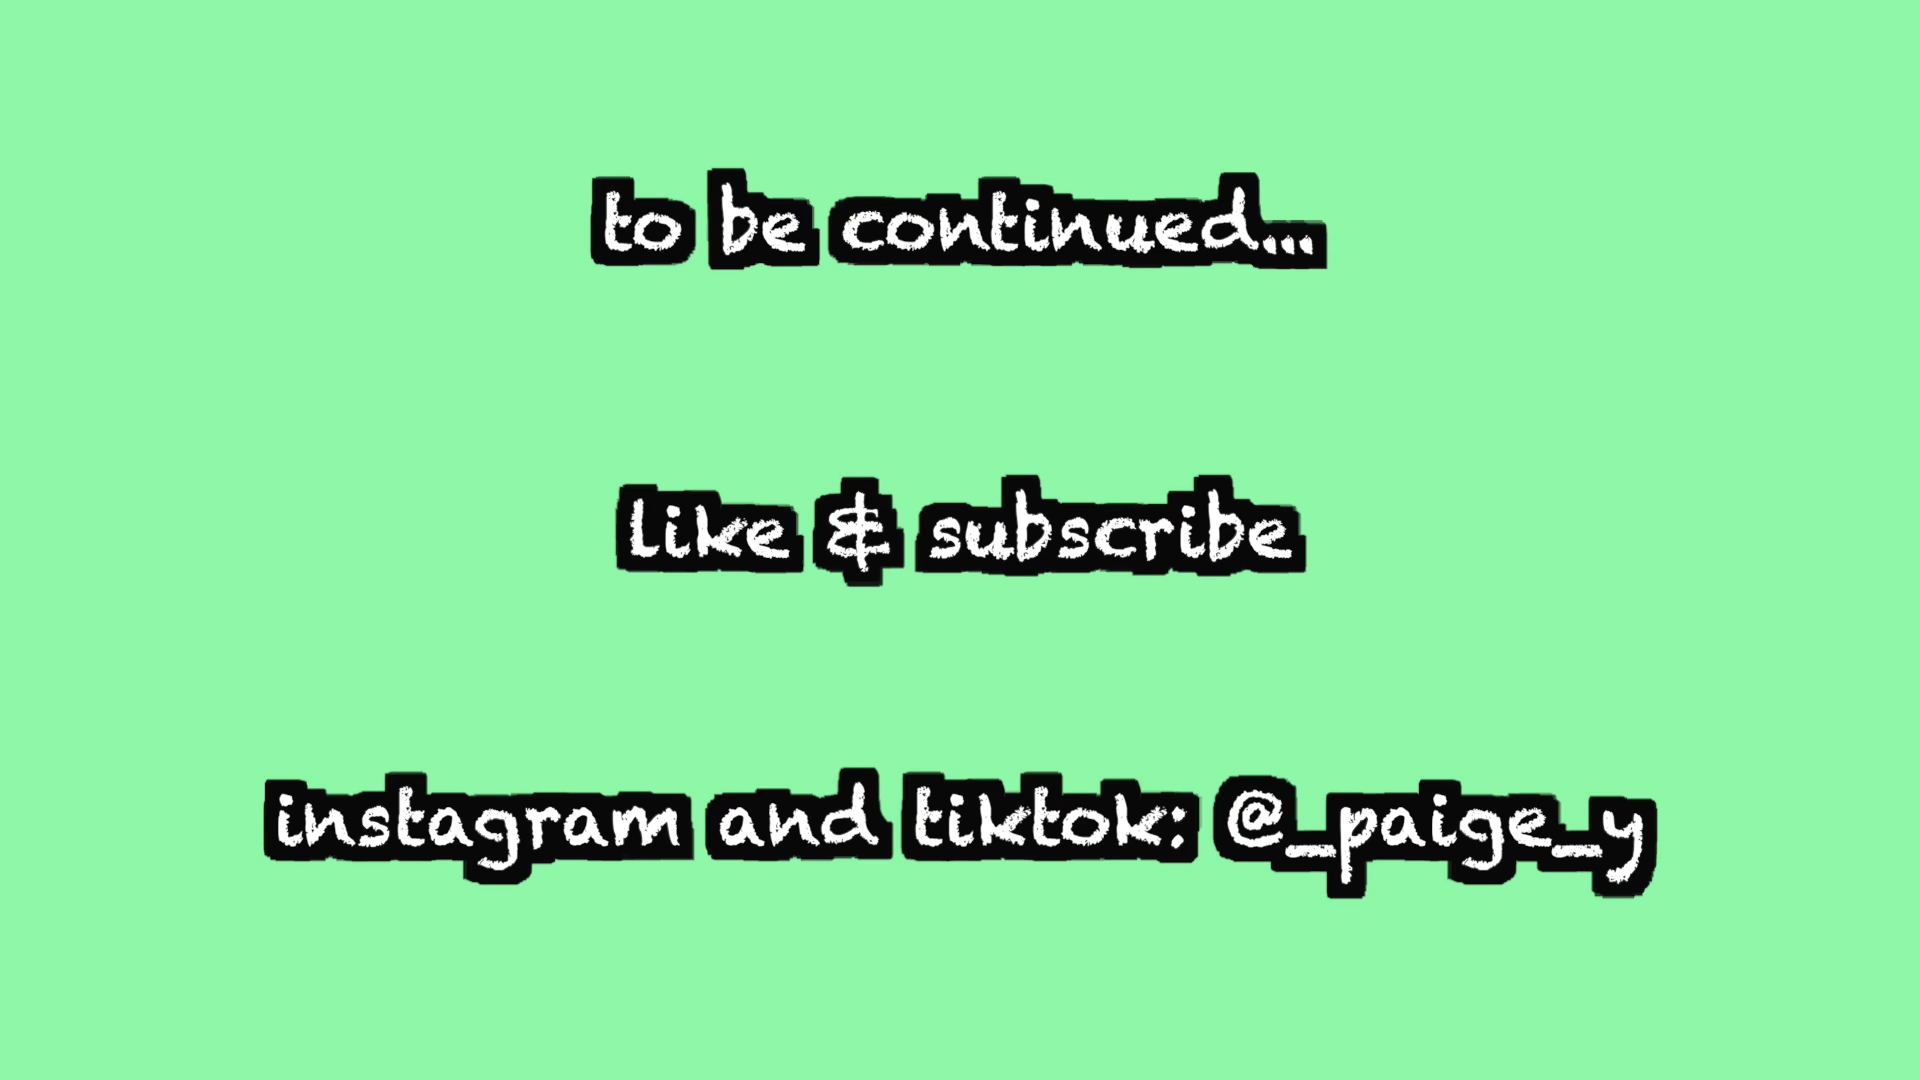 to be continued...
like & subscribe
instagram and tiktok: @_paige_y